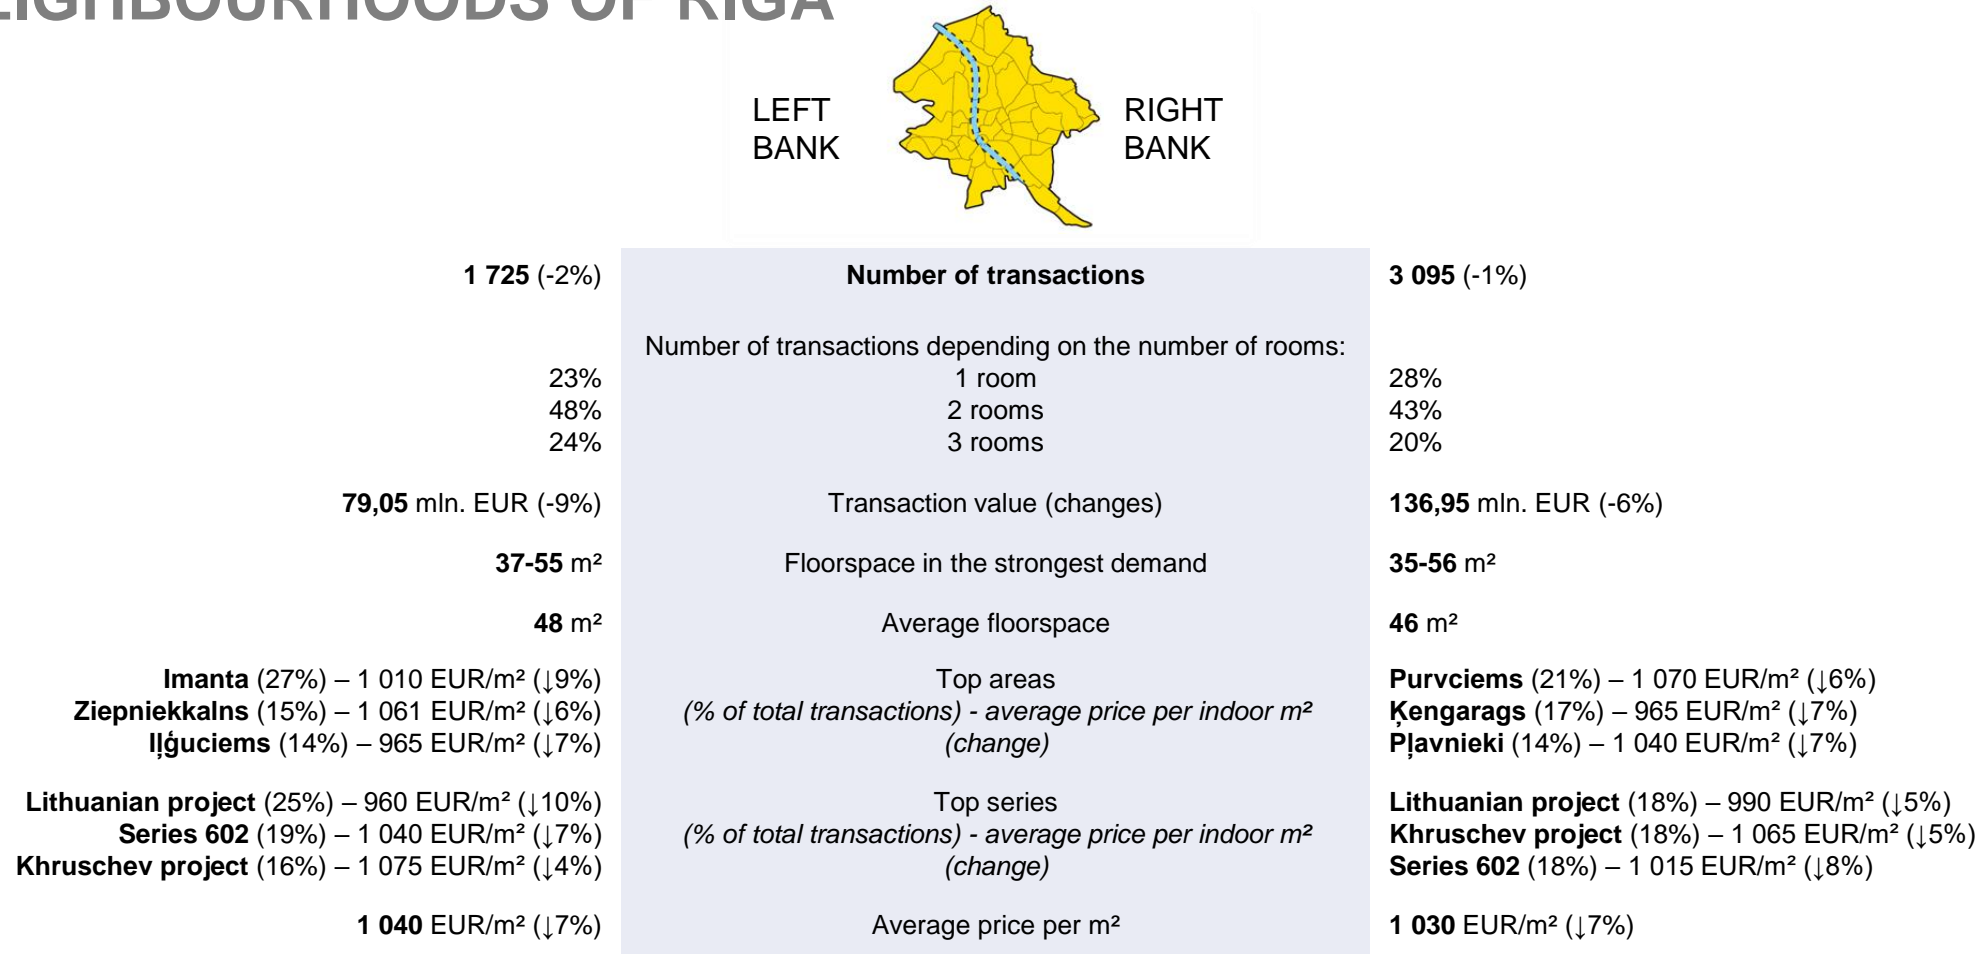 EIGHBOURHOODS OF RIGA
LEFT
BANK
RIGHT
BANK
1 725 (-2%) Number of transactions 3 095 (-1%)
Number of transactions depending on the number of rooms:
23% 1 room 28%
48% 2 rooms 43%
24% 3 rooms 20%
79,05 mln. EUR (-9%) Transaction value (changes) 136,95 mln. EUR (-6%)
37-55 m² Floorspace in the strongest demand 35-56 m²
48 m² Average floorspace 46 m²
Imanta (27%) – 1 010 EUR/m² (↓9%) Top areas Purvciems (21%) – 1 070 EUR/m² (↓6%)
Ziepniekkalns (15%) – 1 061 EUR/m² (↓6%) (% of total transactions) - average price per indoor m² Ķengarags (17%) – 965 EUR/m² (↓7%)
Iļģuciems (14%) – 965 EUR/m² (↓7%) (change) Pļavnieki (14%) – 1 040 EUR/m² (↓7%)
Lithuanian project (25%) – 960 EUR/m² (↓10%) Top series Lithuanian project (18%) – 990 EUR/m² (↓5%)
Series 602 (19%) – 1 040 EUR/m² (↓7%) (% of total transactions) - average price per indoor m² Khruschev project (18%) – 1 065 EUR/m² (↓5%)
Khruschev project (16%) – 1 075 EUR/m² (↓4%) (change) Series 602 (18%) – 1 015 EUR/m² (↓8%)
1 040 EUR/m² (↓7%) Average price per m² 1 030 EUR/m² (↓7%)